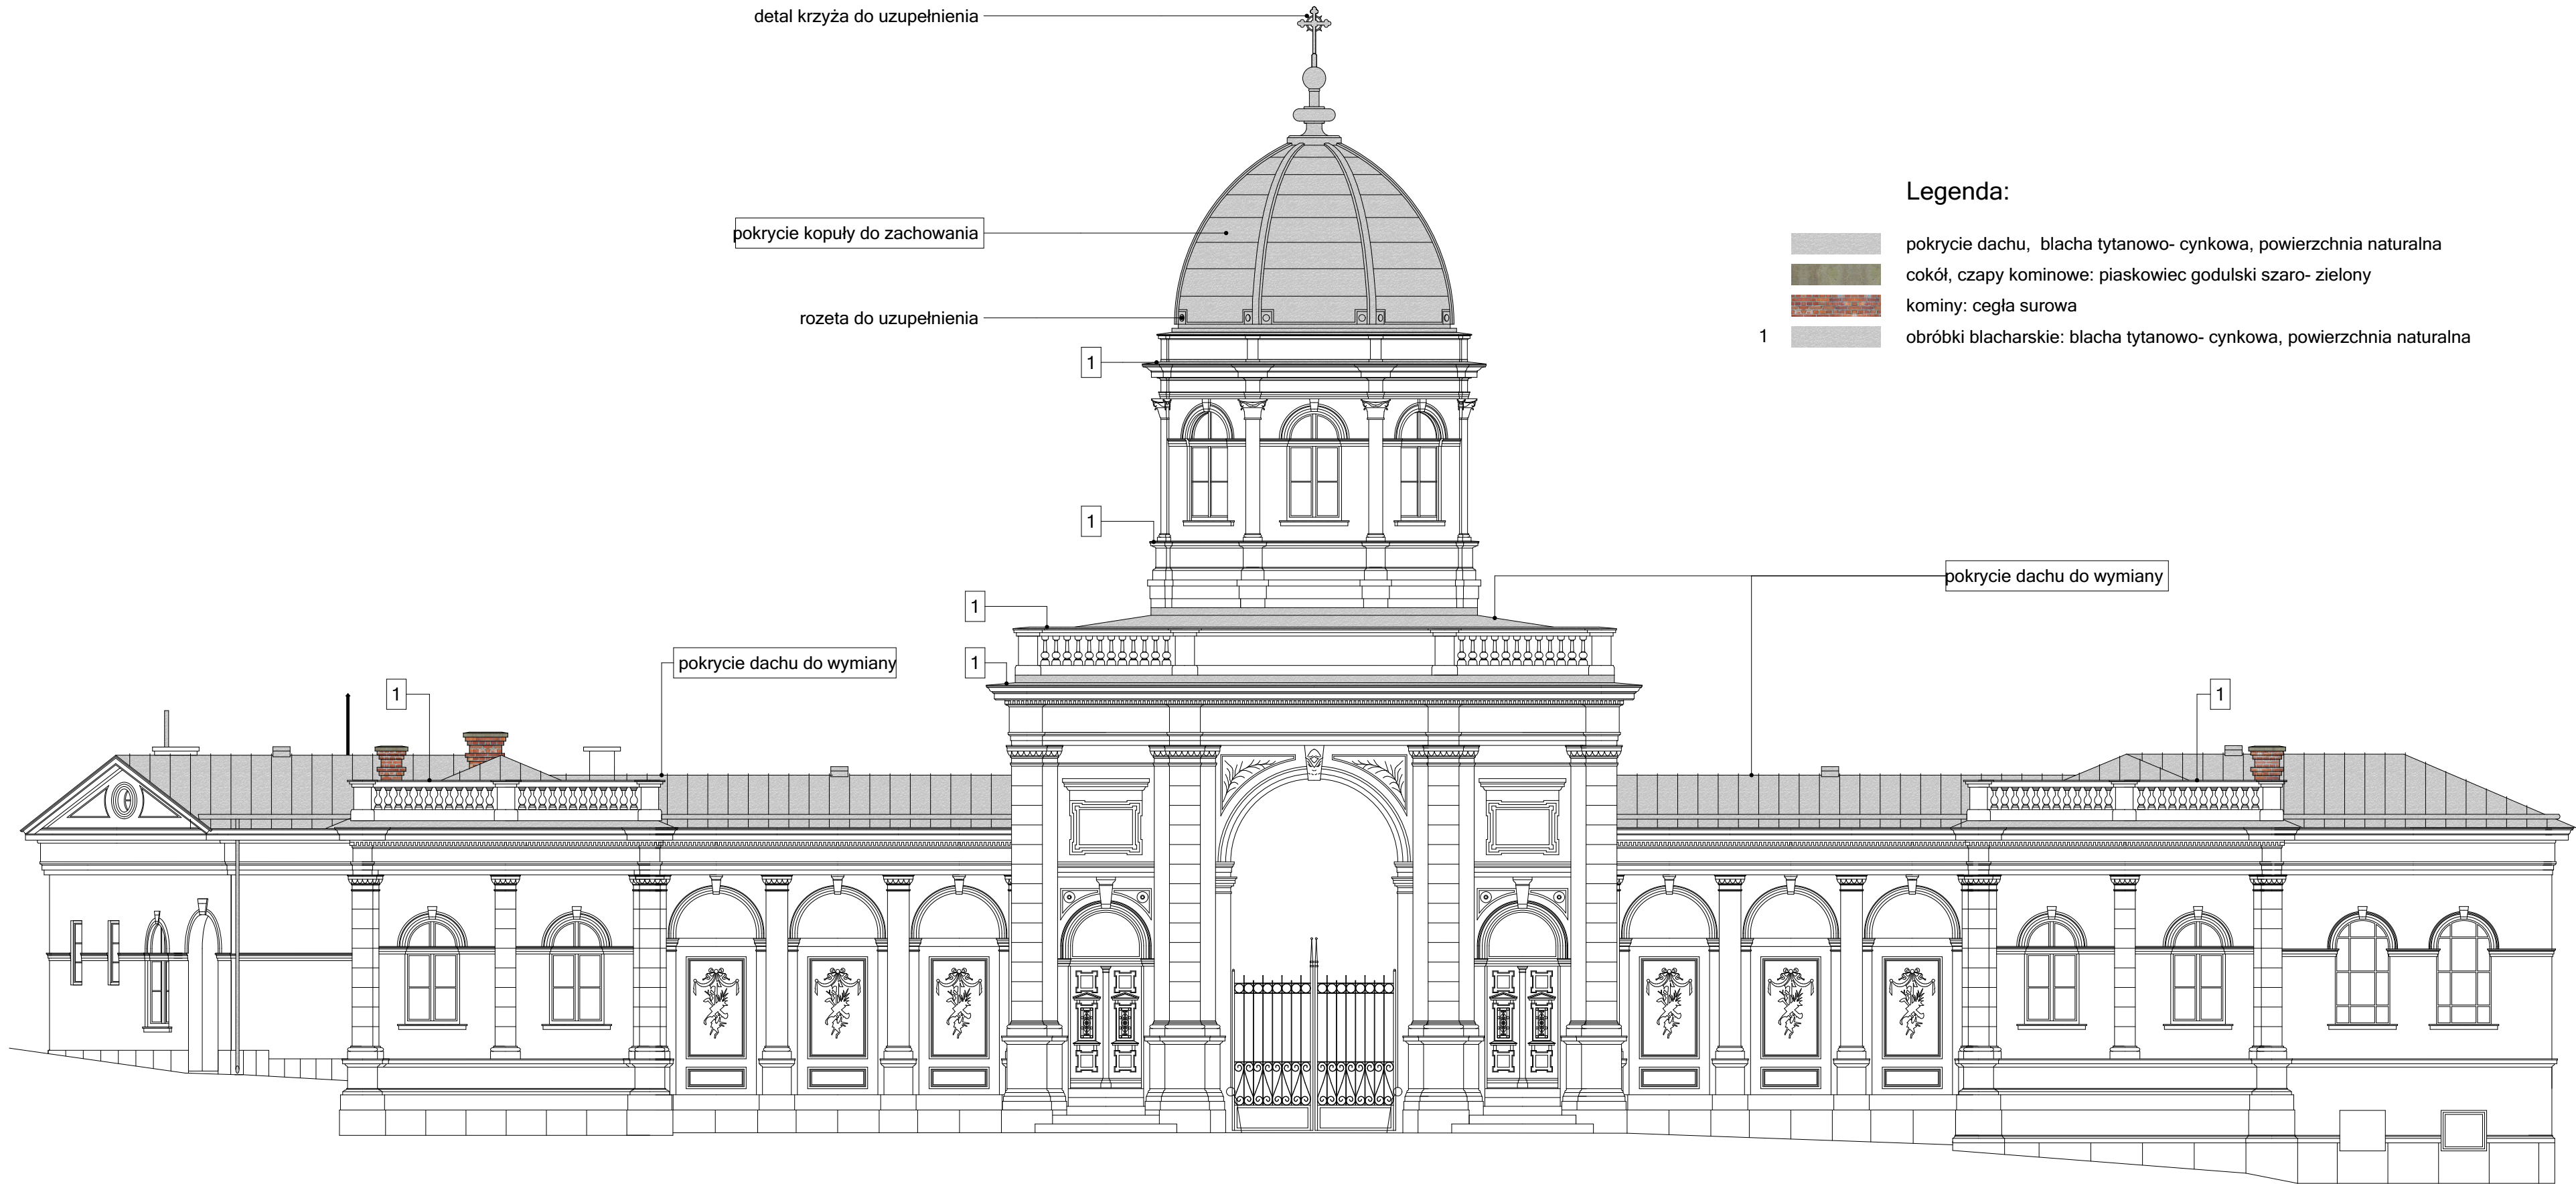 detal krzyża do uzupełnienia
Legenda:
pokrycie kopuły do zachowania
pokrycie dachu, blacha tytanowo- cynkowa, powierzchnia naturalna
cokół, czapy kominowe: piaskowiec godulski szaro- zielony
kominy: cegła surowa
rozeta do uzupełnienia
1 obróbki blacharskie: blacha tytanowo- cynkowa, powierzchnia naturalna
1
1
pokrycie dachu do wymiany
1
pokrycie dachu do wymiany
1
1
1